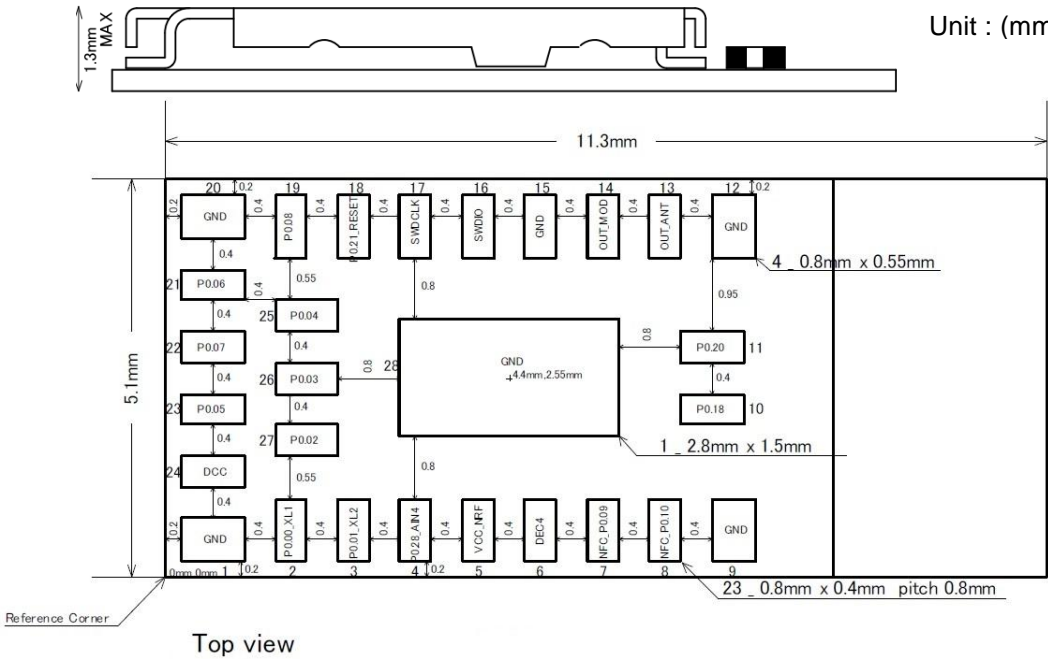 Unit : (mm
1.3mm
MAX
11.3mm
5.1mm
20 0.2 19 18 17 16 15 14 13 12 0.2
0.2 GND 0.4 P0.08 0.4 P0.21_RESET 0.4 SWDCLK 0.4 SWDIO 0.4 GND 0.4 OUT_MOD 0.4 OUT_ANT 0.4 GND
4 _ 0.8mm x 0.55mm
0.4 0.55 0.8 0.95
21 P0.06 0.4
0.4 25 P0.04
22 P0.07 0.4 0.8 P0.20 11
0.8 28 GND
4.4mm,2.55mm
0.4 26 P0.03 0.4
23 P0.05 0.4 P0.18 10
0.4 27 P0.02
1 _ 2.8mm x 1.5mm
24 DCC 0.55 0.8
0.4
0.2 GND 0.4 P0.00_XL1 0.4 P0.01_XL2 0.4 P0.28_AIN4 0.4 VCC_NRF 0.4 DEC4 0.4 NFC_P0.09 0.4 NFC_P0.10 0.4 GND
0mm,0mm 1 0.2 2 3 4 0.2 5 6 7 8 9
23 _ 0.8mm x 0.4mm pitch 0.8mm
Reference Corner
Top view